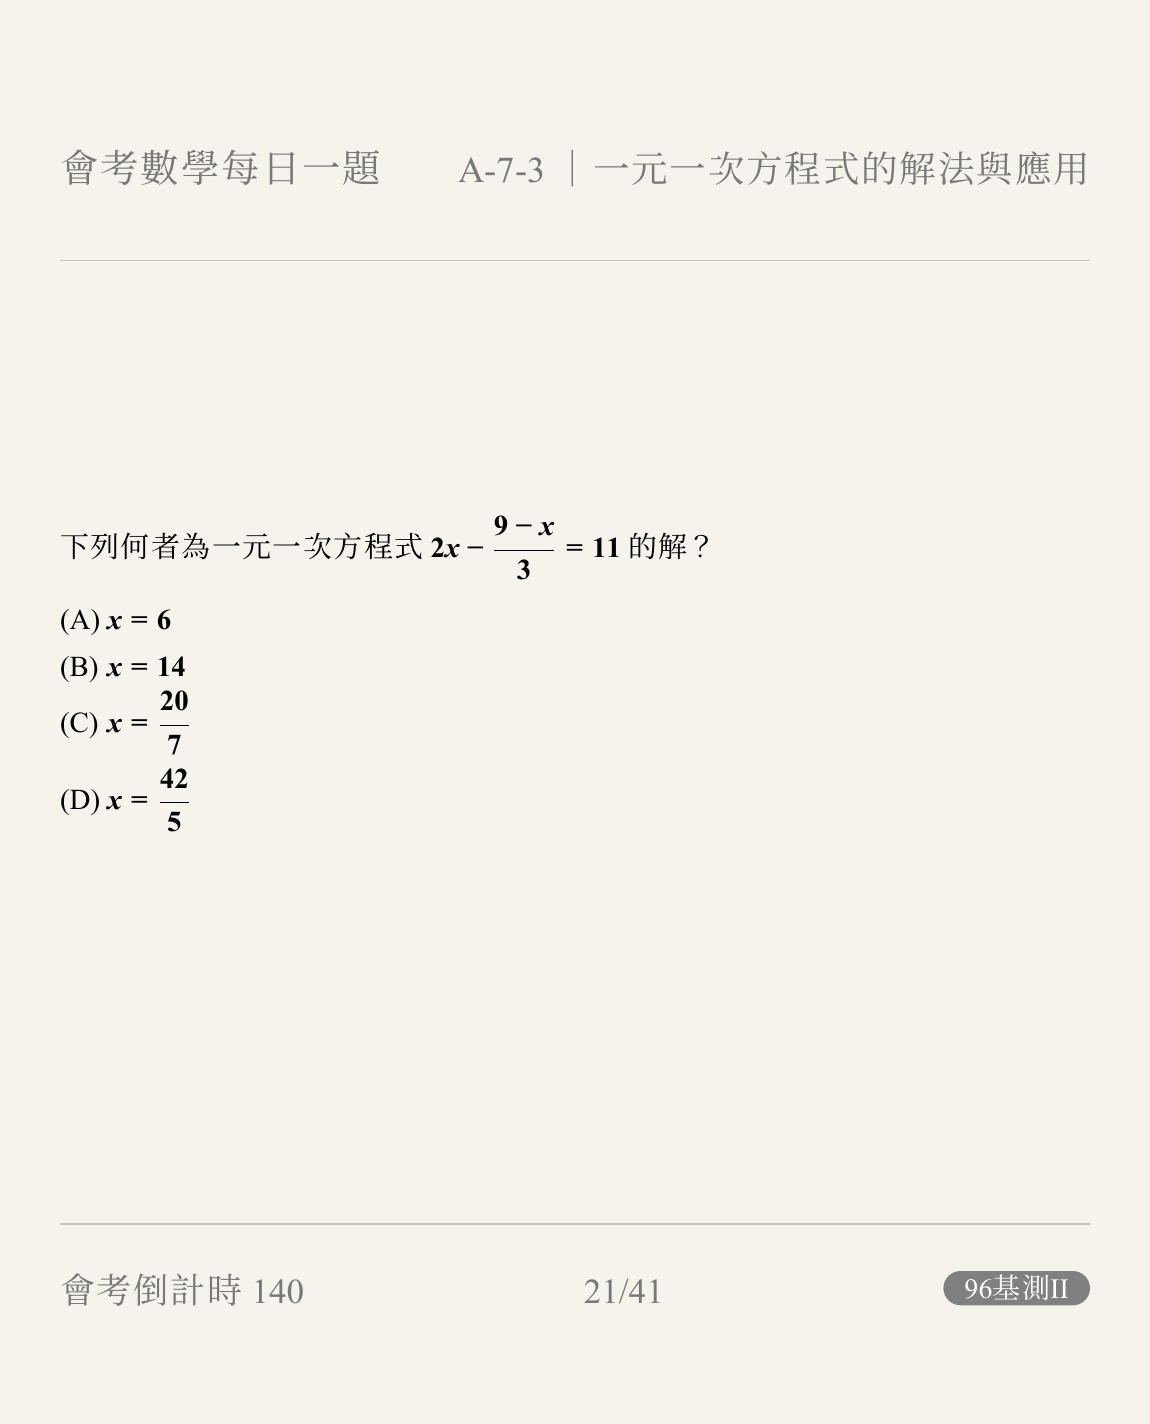 會考數學每日一題 A-7-3｜一元一次方程式的解法與應用
下列何者為一元一次方程式 2x − (9 − x)/3 = 11 的解？
(A) x = 6
(B) x = 14
(C) x = 20/7
(D) x = 42/5
會考倒計時 140 21/41 96基測II